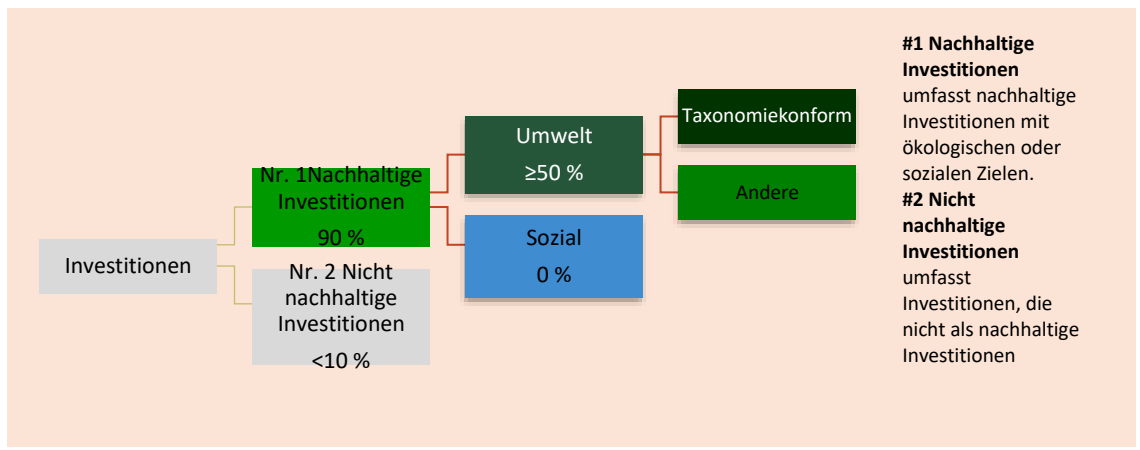 Investitionen
Nr. 1Nachhaltige
Investitionen
90 %
Nr. 2 Nicht
nachhaltige
Investitionen
<10 %
Umwelt
≥50 %
Sozial
0 %
Taxonomiekonform
Andere
#1 Nachhaltige
Investitionen
umfasst nachhaltige
Investitionen mit
ökologischen oder
sozialen Zielen.
#2 Nicht
nachhaltige
Investitionen
umfasst
Investitionen, die
nicht als nachhaltige
Investitionen